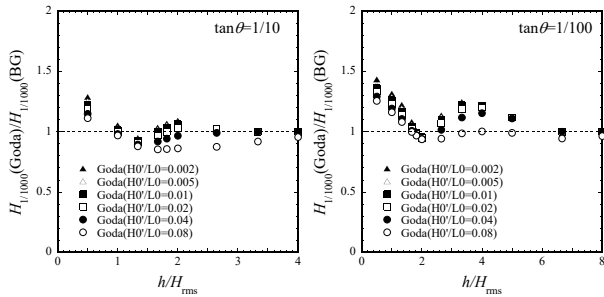 tanθ=1/10
2
1.5
1
0.5
0
H1/1000(Goda)/H1/1000(BG)
Goda(H0'/L0=0.002)
Goda(H0'/L0=0.005)
Goda(H0'/L0=0.01)
Goda(H0'/L0=0.02)
Goda(H0'/L0=0.04)
Goda(H0'/L0=0.08)
0 1 2 3 4
h/Hrms
tanθ=1/100
2
1.5
1
0.5
0
H1/1000(Goda)/H1/1000(BG)
Goda(H0'/L0=0.002)
Goda(H0'/L0=0.005)
Goda(H0'/L0=0.01)
Goda(H0'/L0=0.02)
Goda(H0'/L0=0.04)
Goda(H0'/L0=0.08)
0 2 4 6 8
h/Hrms